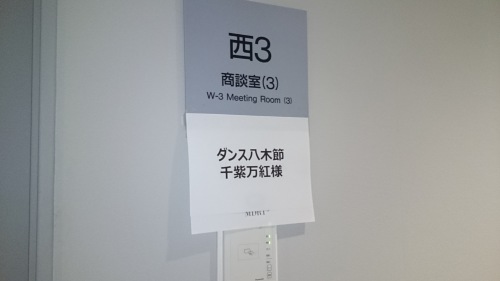 西3
商談室(3)
W-3 Meeting Room (3)
ダンス八木節
千紫万紅様